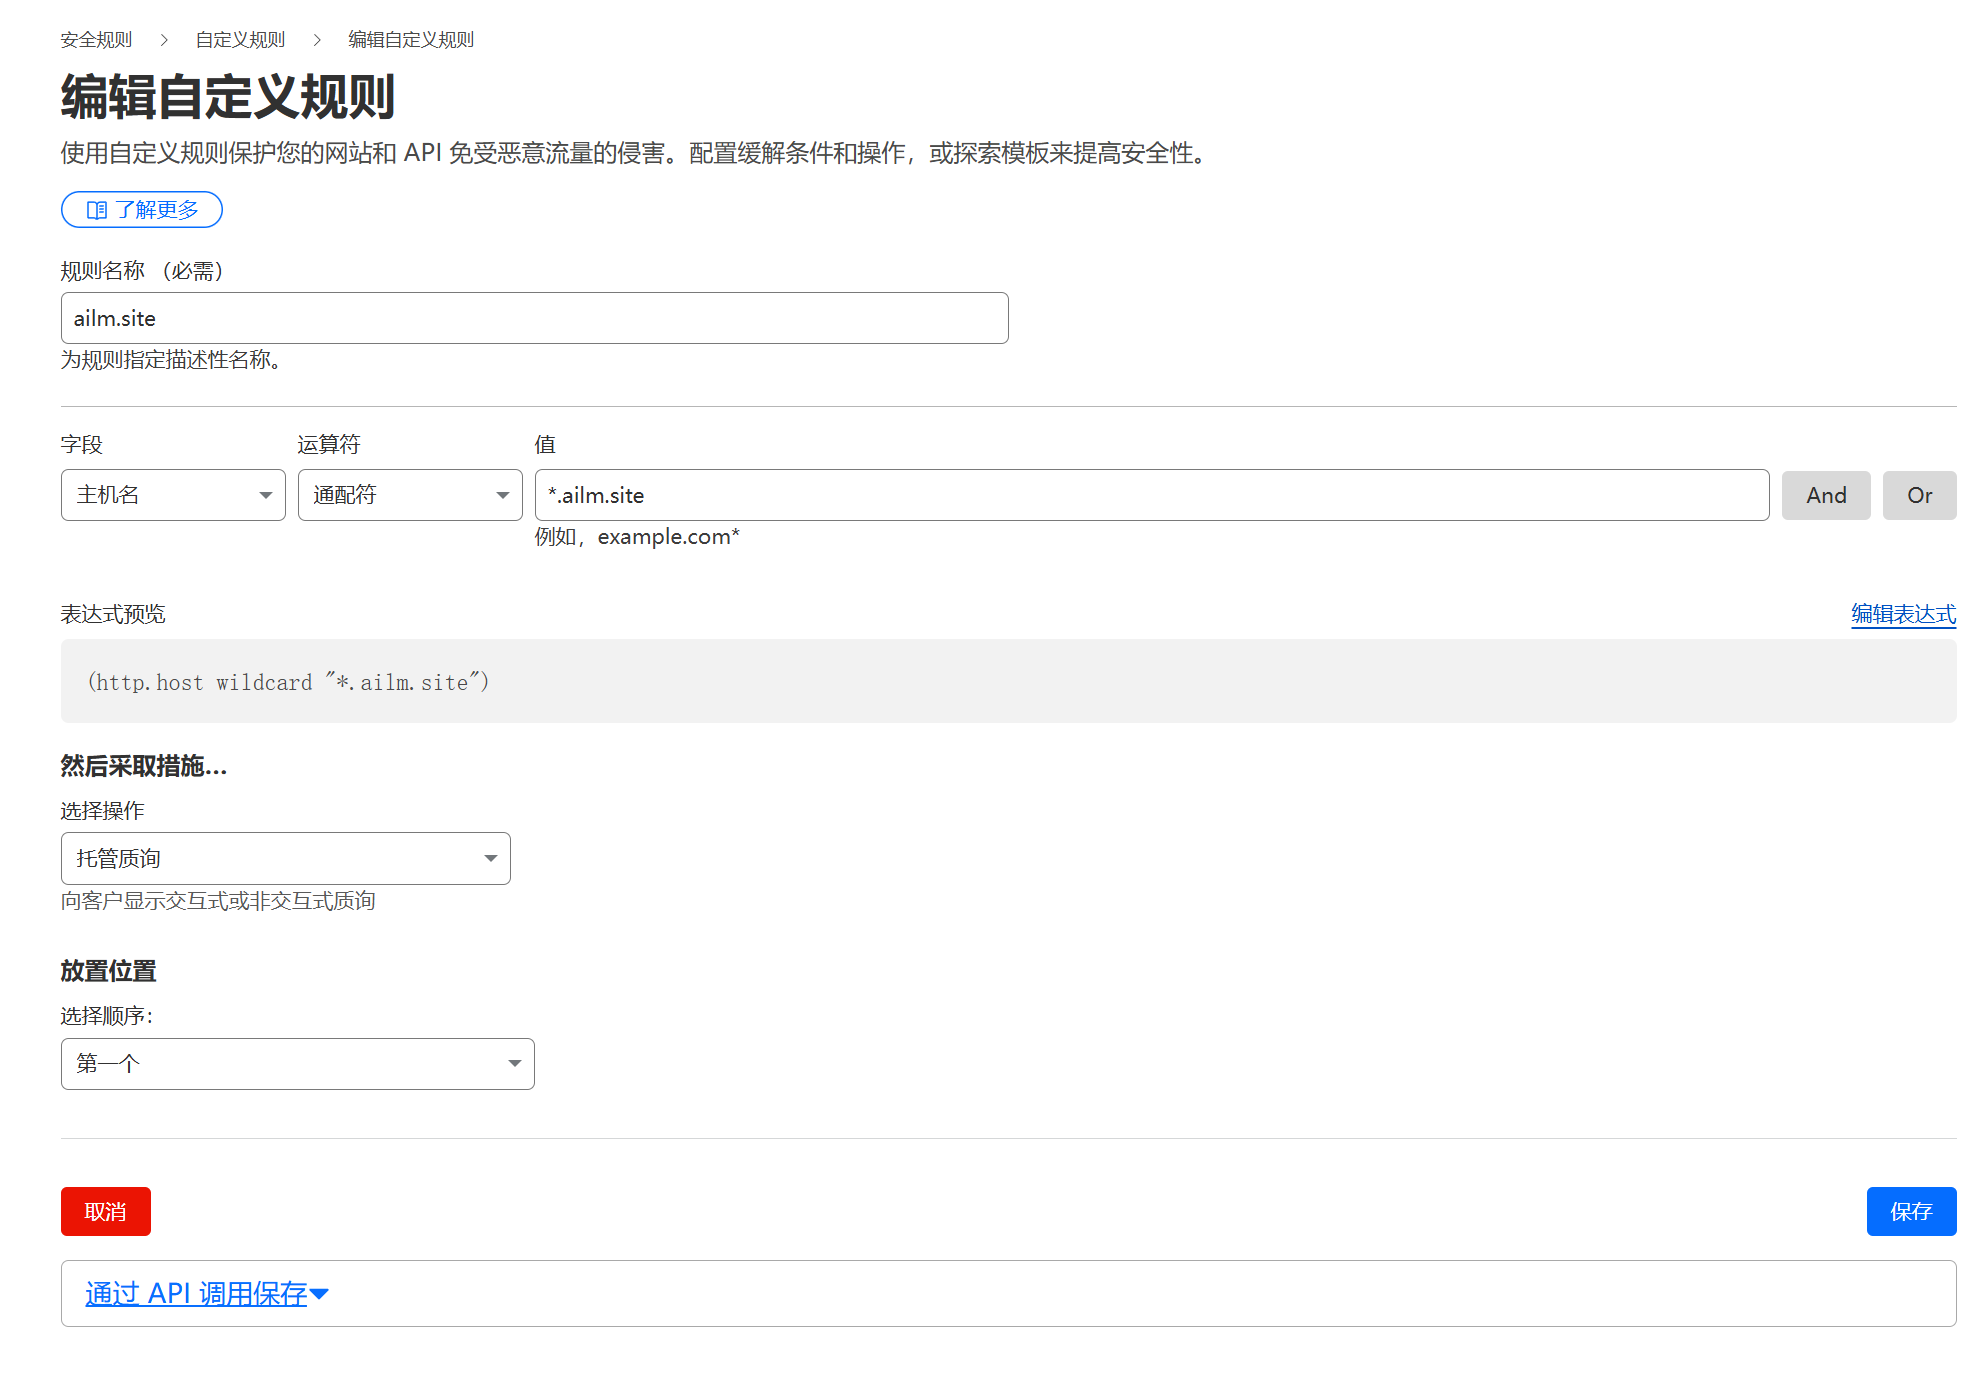 安全规则 > 自定义规则 > 编辑自定义规则
编辑自定义规则
使用自定义规则保护您的网站和 API 免受恶意流量的侵害。配置缓解条件和操作，或探索模板来提高安全性。
了解更多
规则名称 （必需）
ailm.site
为规则指定描述性名称。
字段 运算符 值
主机名 通配符 *.ailm.site And Or
例如，example.com*
表达式预览 编辑表达式
(http.host wildcard "*.ailm.site")
然后采取措施...
选择操作
托管质询
向客户显示交互式或非交互式质询
放置位置
选择顺序：
第一个
取消 保存
通过 API 调用保存